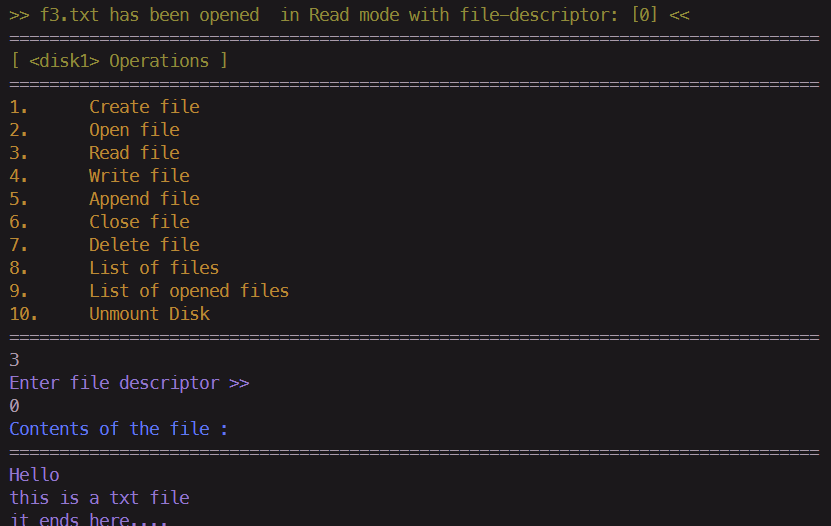 >> f3.txt has been opened  in Read mode with file-descriptor: [0] <<
=================================================================================
[ <disk1> Operations ]
=================================================================================
1.      Create file
2.      Open file
3.      Read file
4.      Write file
5.      Append file
6.      Close file
7.      Delete file
8.      List of files
9.      List of opened files
10.     Unmount Disk
=================================================================================
3
Enter file descriptor >>
0
Contents of the file :
=================================================================================
Hello
this is a txt file
it ends here....